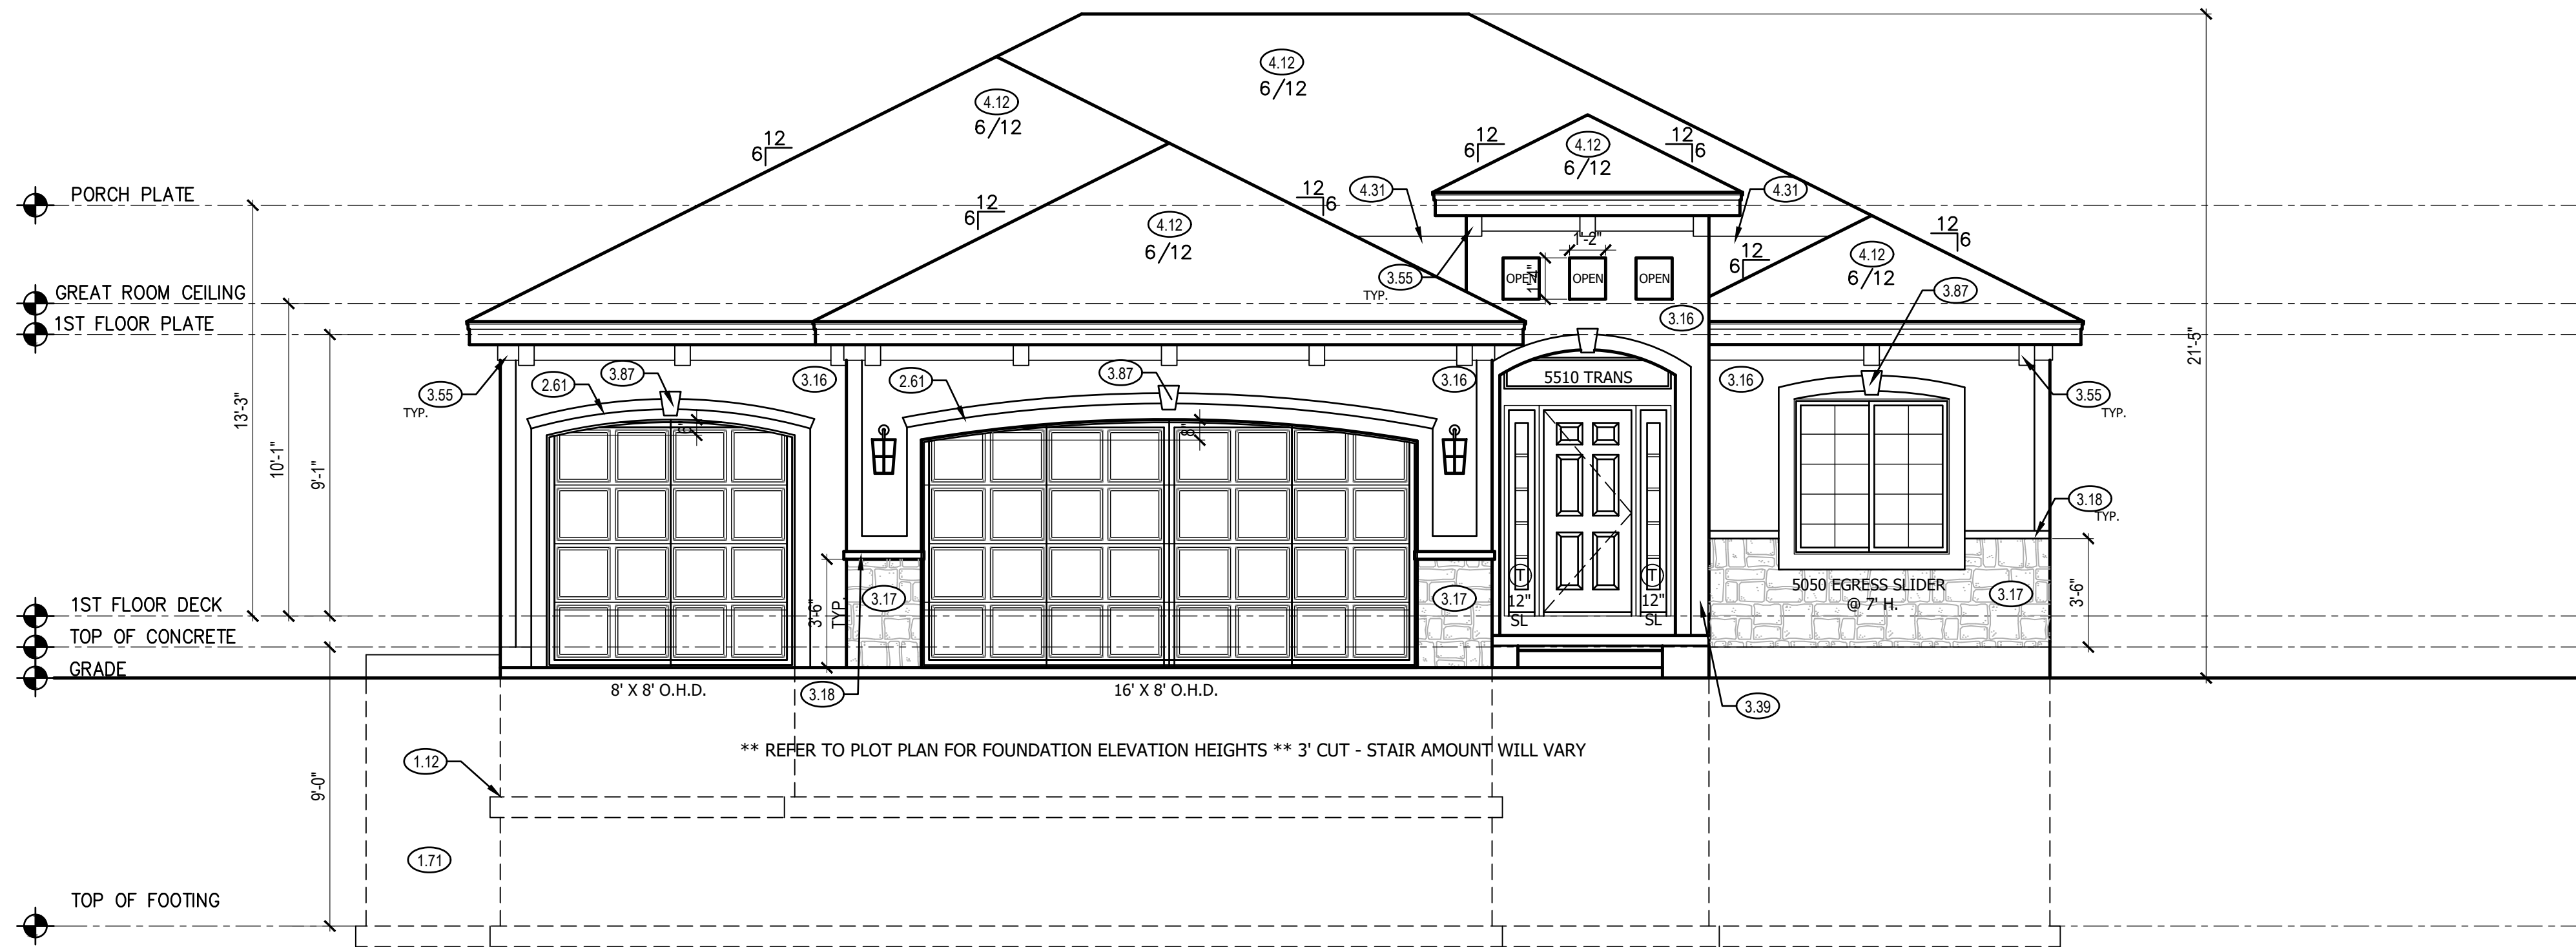 4.12
6/12
4.12
6/12
12
6
12
6
4.12
6/12
12
6
4.31
4.31
12
6
PORCH PLATE
12
6
4.12
6/12
12
6
12
6
4.12
6/12
1'-2"
3.55
TYP.
OPEN
1'-4"
OPEN
OPEN
3.87
GREAT ROOM CEILING
1ST FLOOR PLATE
3.16
21'-5"
13'-3"
10'-1"
9'-1"
3.55
TYP.
2.61
3.87
3.16
2.61
3.87
3.16
5510 TRANS
3.16
3.55
TYP.
6"
8"
3.18
TYP.
1ST FLOOR DECK
TOP OF CONCRETE
GRADE
3'-6"
TYP.
3.17
3.17
T
12"
SL
T
12"
SL
5050 EGRESS SLIDER
@ 7' H.
3.17
3'-6"
8' X 8' O.H.D.
3.18
16' X 8' O.H.D.
3.39
** REFER TO PLOT PLAN FOR FOUNDATION ELEVATION HEIGHTS ** 3' CUT - STAIR AMOUNT WILL VARY
1.12
9'-0"
1.71
TOP OF FOOTING